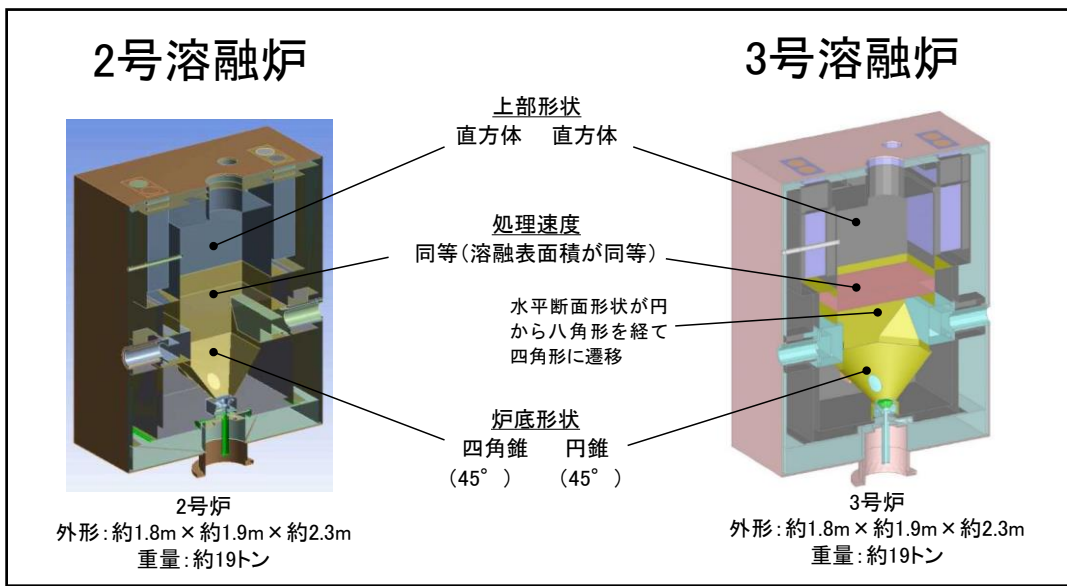 2号溶融炉
3号溶融炉
上部形状
直方体 直方体
処理速度
同等(溶融表面積が同等)
水平断面形状が円
から八角形を経て
四角形に遷移
炉底形状
四角錐 円錐
(45°) (45°)
2号炉
外形:約1.8m×約1.9m×約2.3m
重量:約19トン
3号炉
外形:約1.8m×約1.9m×約2.3m
重量:約19トン